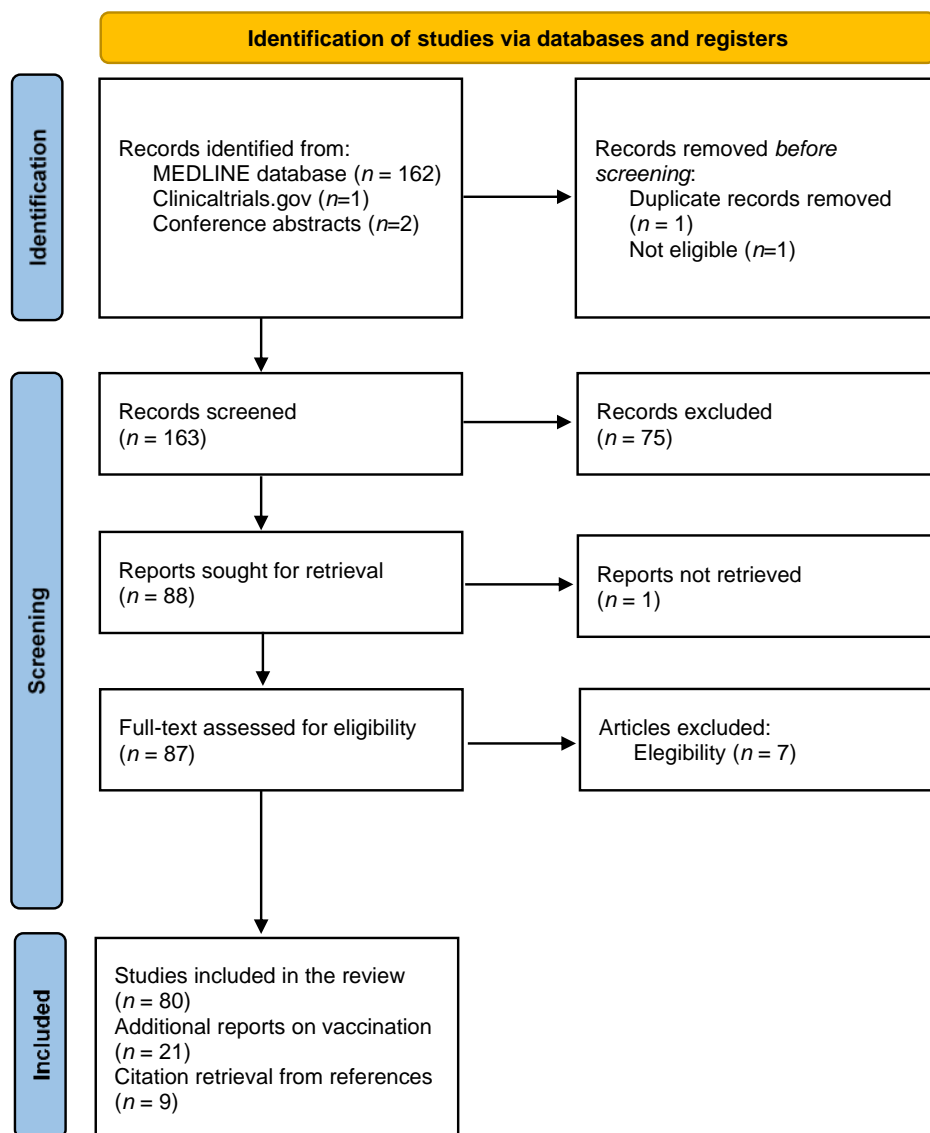 Identification of studies via databases and registers
Identification
Records identified from:
MEDLINE database (n = 162)
Clinicaltrials.gov (n=1)
Conference abstracts (n=2)
Records removed before
screening:
Duplicate records removed
(n = 1)
Not eligible (n=1)
Screening
Records screened
(n = 163)
Records excluded
(n = 75)
Reports sought for retrieval
(n = 88)
Reports not retrieved
(n = 1)
Full-text assessed for eligibility
(n = 87)
Articles excluded:
Elegibility (n = 7)
Included
Studies included in the review
(n = 80)
Additional reports on vaccination
(n = 21)
Citation retrieval from references
(n = 9)